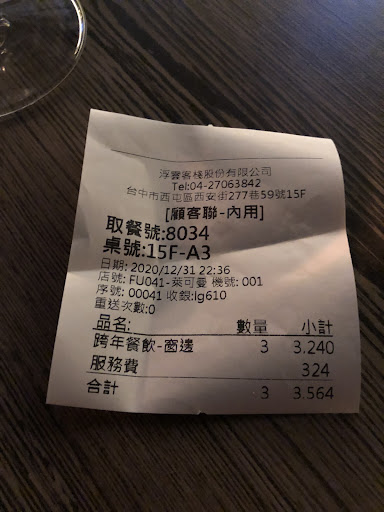 浮雲客棧股份有限公司
Tel:04-27063842
台中市西屯區西安街277巷59號15F
[顧客聯-內用]
取餐號:8034
桌號:15F-A3
日期: 2020/12/31 22:36
店號: FU041-萊可曼 機號: 001
序號: 00041 收銀:lg610
重送次數:0
品名: 數量 小計
跨年餐飲-窗邊 3 3.240
服務費 324
合計 3 3.564